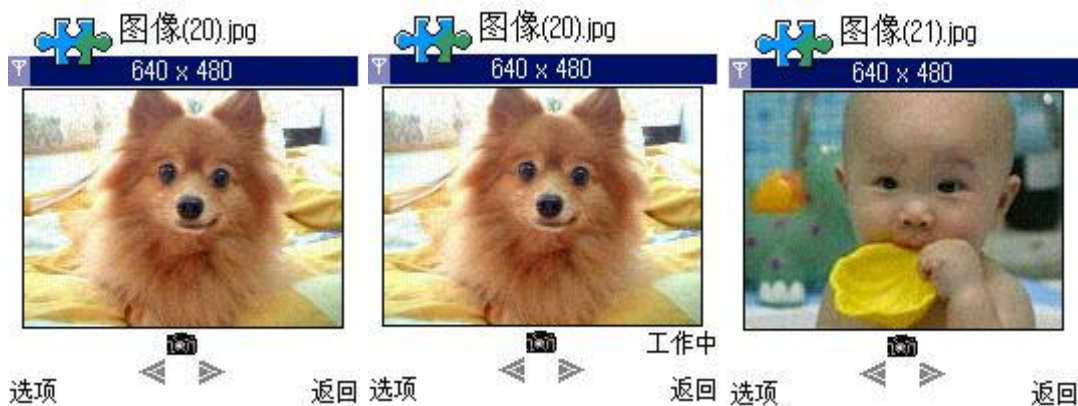 图像(20).jpg
640 x 480
选项
返回
图像(20).jpg
640 x 480
工作中
选项
返回
图像(21).jpg
640 x 480
选项
返回